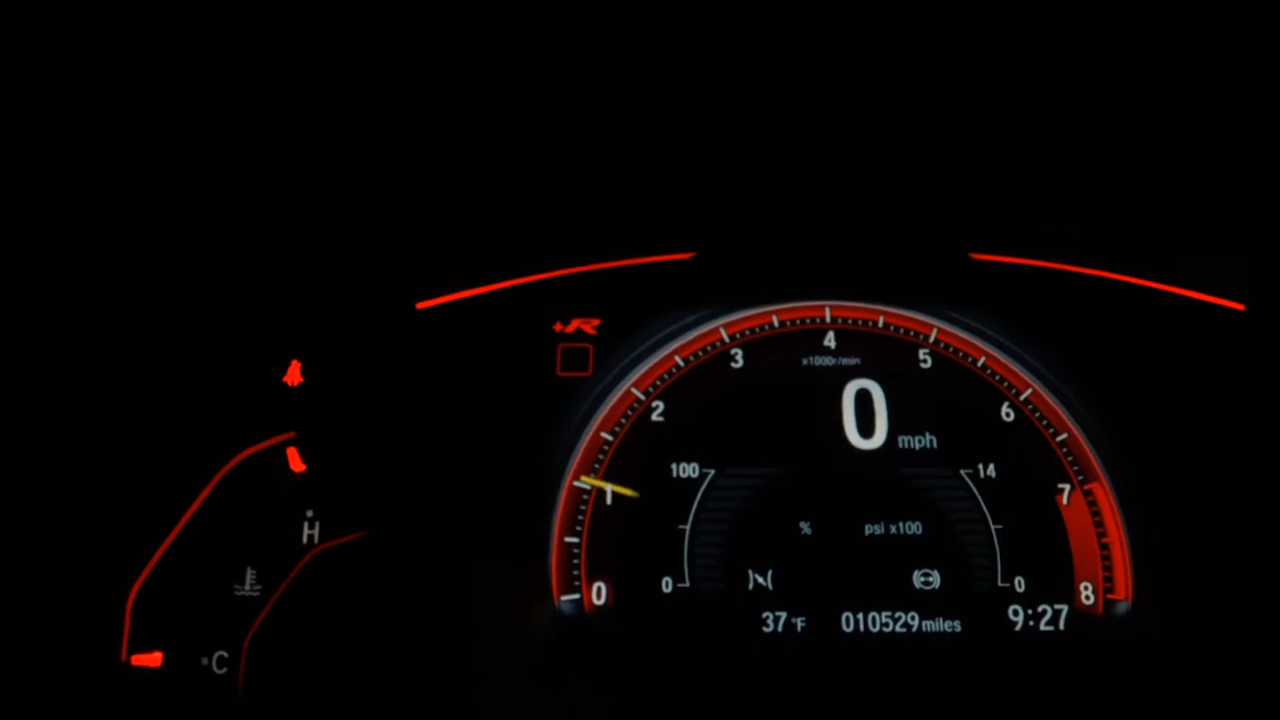 +R
4
3 5
x1000r/min
2 6
0 mph
100 14
1 7
H
% psi x100
0 0
0 8
37 °F 010529 miles 9:27
C